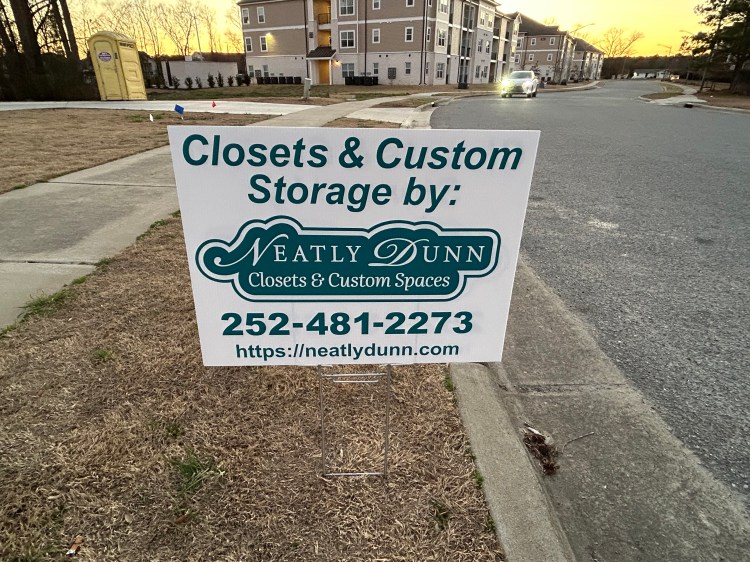 Closets & Custom
Storage by:
NEATLY DUNN
Closets & Custom Spaces
252-481-2273
https://neatlydunn.com